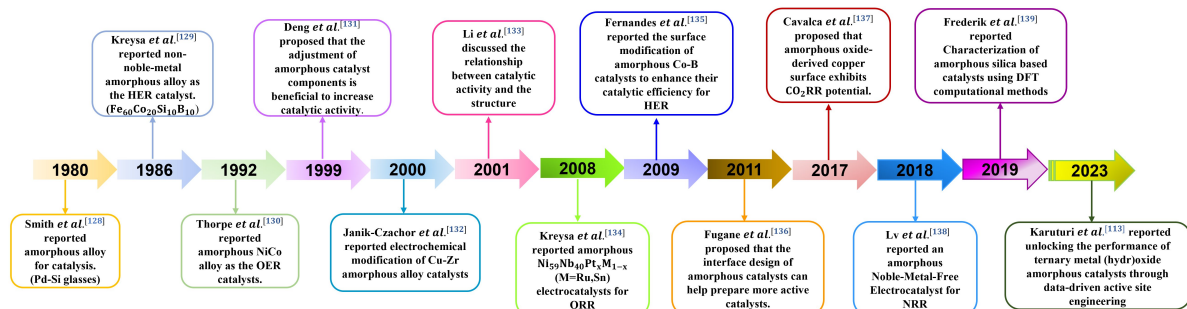 Kreysa et al.[129]
reported non-
noble-metal
amorphous alloy as
the HER catalyst.
(Fe₆₀Co₂₀Si₁₀B₁₀)
Deng et al.[131]
proposed that the
adjustment of
amorphous catalyst
components is
beneficial to increase
catalytic activity.
Li et al.[133]
discussed the
relationship
between catalytic
activity and the
structure
Fernandes et al.[135]
reported the surface
modification of
amorphous Co-B
catalysts to enhance their
catalytic efficiency for
HER
Cavalca et al.[137]
proposed that
amorphous oxide-
derived copper
surface exhibits
CO₂RR potential.
Frederik et al.[139]
reported
Characterization of
amorphous silica based
catalysts using DFT
computational methods
1980
1986
1992
1999
2000
2001
2008
2009
2011
2017
2018
2019
2023
Smith et al.[128]
reported
amorphous alloy
for catalysis.
(Pd-Si glasses)
Thorpe et al.[130]
reported
amorphous NiCo
alloy as the OER
catalysts.
Janik-Czachor et al.[132]
reported electrochemical
modification of Cu-Zr
amorphous alloy catalysts
Kreysa et al.[134]
reported amorphous
Ni₅₉Nb₄₀PtₓM₁₋ₓ
(M=Ru,Sn)
electrocatalysts for
ORR
Fugane et al.[136]
proposed that the
interface design of
amorphous catalysts can
help prepare more active
catalysts.
Lv et al.[138]
reported an
amorphous
Noble-Metal-Free
Electrocatalyst for
NRR
Karuturi et al.[113] reported
unlocking the performance of
ternary metal (hydr)oxide
amorphous catalysts through
data-driven active site
engineering